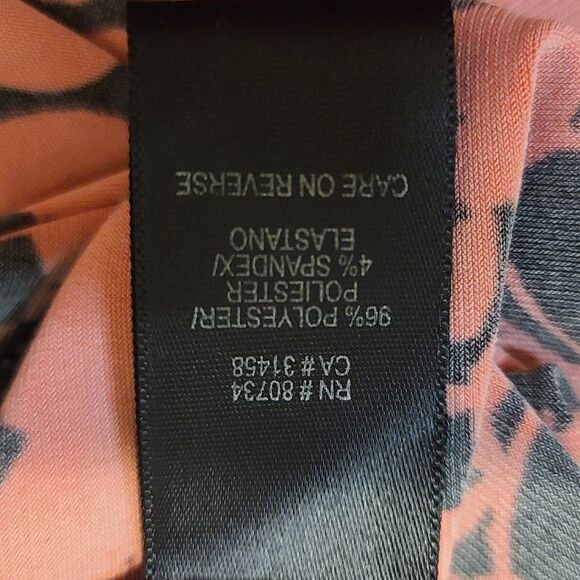 RN# 80734
CA# 31458
96% POLYESTER/
POLIESTER
4% SPANDEX/
ELASTANO
CARE ON REVERSE